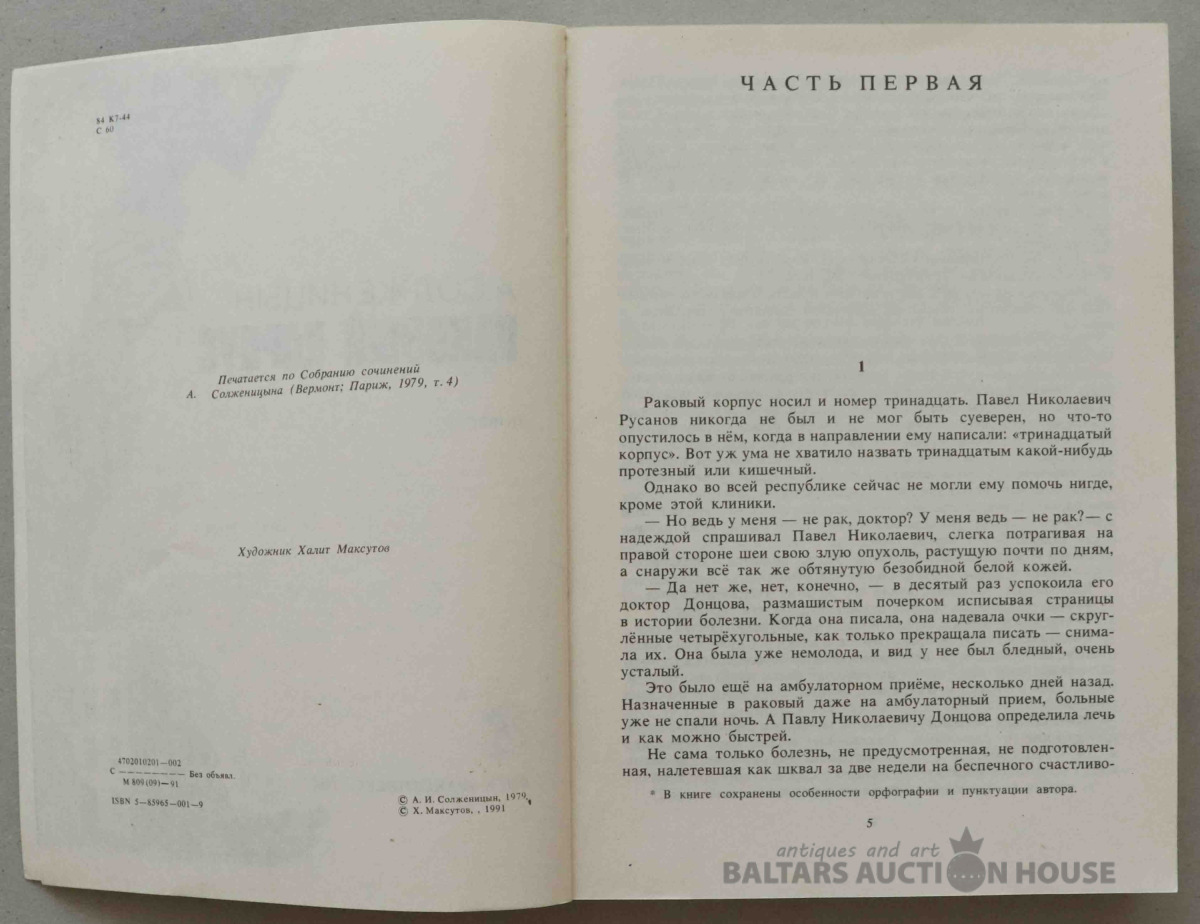 84 К7-44
С 60
Печатается по Собранию сочинений
А. Солженицына (Вермонт; Париж, 1979, т. 4)
Художник Халит Максутов
4702010201—002
С ———————— Без объявл.
М 809(09)—91
ISBN 5—85965—001—9
© А. И. Солженицын, 1979,
© Х. Максутов, , 1991
ЧАСТЬ ПЕРВАЯ
1
Раковый корпус носил и номер тринадцать. Павел Николаевич
Русанов никогда не был и не мог быть суеверен, но что-то
опустилось в нём, когда в направлении ему написали: «тринадцатый
корпус». Вот уж ума не хватило назвать тринадцатым какой-нибудь
протезный или кишечный.
Однако во всей республике сейчас не могли ему помочь нигде,
кроме этой клиники.
— Но ведь у меня — не рак, доктор? У меня ведь — не рак?— с
надеждой спрашивал Павел Николаевич, слегка потрагивая на
правой стороне шеи свою злую опухоль, растущую почти по дням,
а снаружи всё так же обтянутую безобидной белой кожей.
— Да нет же, нет, конечно, — в десятый раз успокоила его
доктор Донцова, размашистым почерком исписывая страницы
в истории болезни. Когда она писала, она надевала очки — скруг-
лённые четырёхугольные, как только прекращала писать — снима-
ла их. Она была уже немолода, и вид у нее был бледный, очень
усталый.
Это было ещё на амбулаторном приёме, несколько дней назад.
Назначенные в раковый даже на амбулаторный прием, больные
уже не спали ночь. А Павлу Николаевичу Донцова определила лечь
и как можно быстрей.
Не сама только болезнь, не предусмотренная, не подготовлен-
ная, налетевшая как шквал за две недели на беспечного счастливо-
* В книге сохранены особенности орфографии и пунктуации автора.
5
antiques and art
BALTARS AUCTION HOUSE